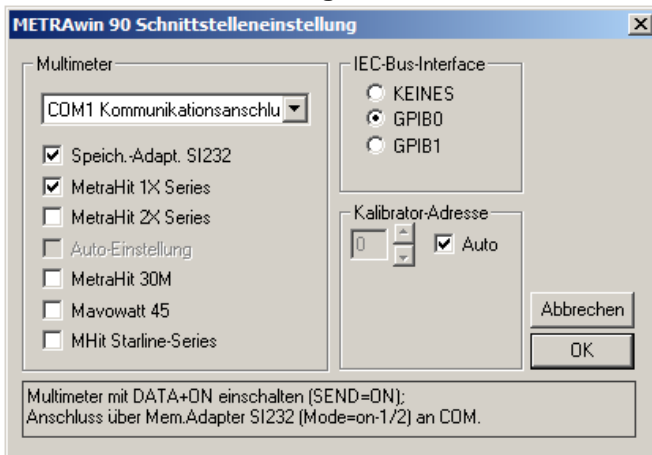 METRAwin 90 Schnittstelleneinstellung
Multimeter
COM1 Kommunikationsanschlu
Speich.-Adapt. SI232
MetraHit 1X Series
MetraHit 2X Series
Auto-Einstellung
MetraHit 30M
Mavowatt 45
MHit Starline-Series
IEC-Bus-Interface
KEINES
GPIB0
GPIB1
Kalibrator-Adresse
0
Auto
Abbrechen
OK
Multimeter mit DATA+ON einschalten (SEND=ON);
Anschluss über Mem.Adapter SI232 (Mode=on-1/2) an COM.